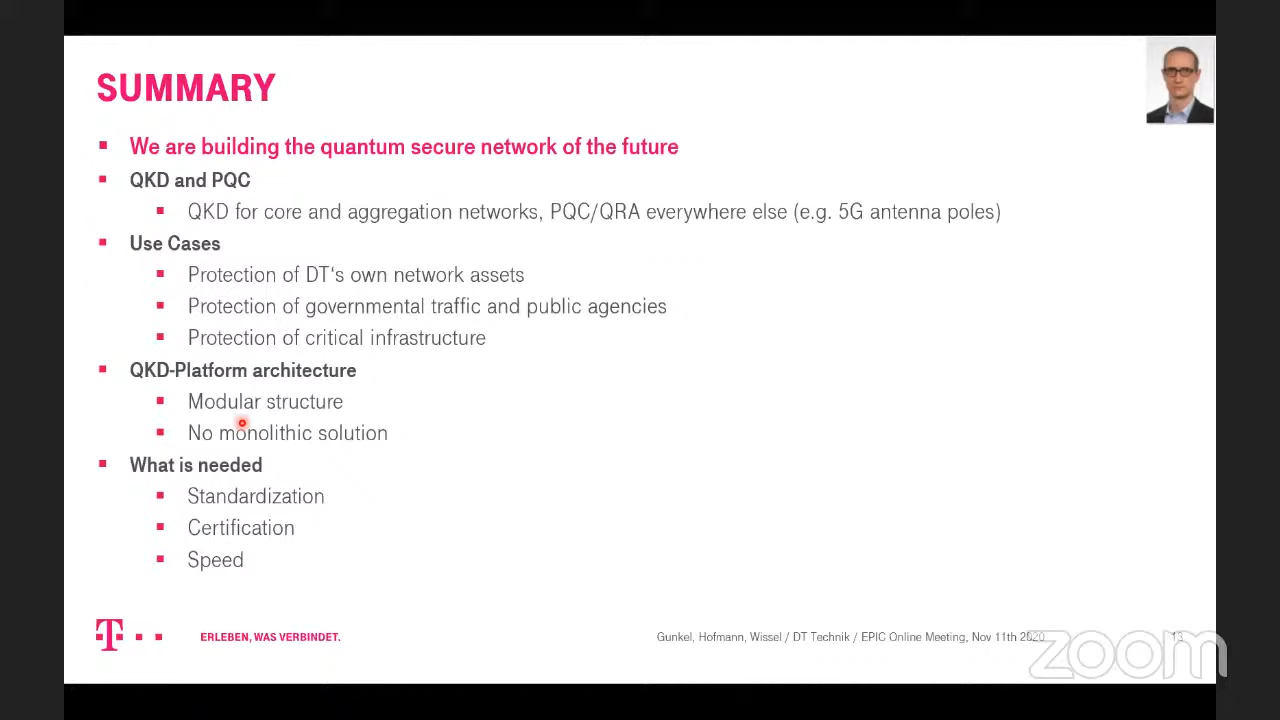 SUMMARY
We are building the quantum secure network of the future
QKD and PQC
QKD for core and aggregation networks, PQC/QRA everywhere else (e.g. 5G antenna poles)
Use Cases
Protection of DT‘s own network assets
Protection of governmental traffic and public agencies
Protection of critical infrastructure
QKD-Platform architecture
Modular structure
No monolithic solution
What is needed
Standardization
Certification
Speed
T
ERLEBEN, WAS VERBINDET.
Gunkel, Hofmann, Wissel / DT Technik / EPIC Online Meeting, Nov 11th 2020
13
zoom